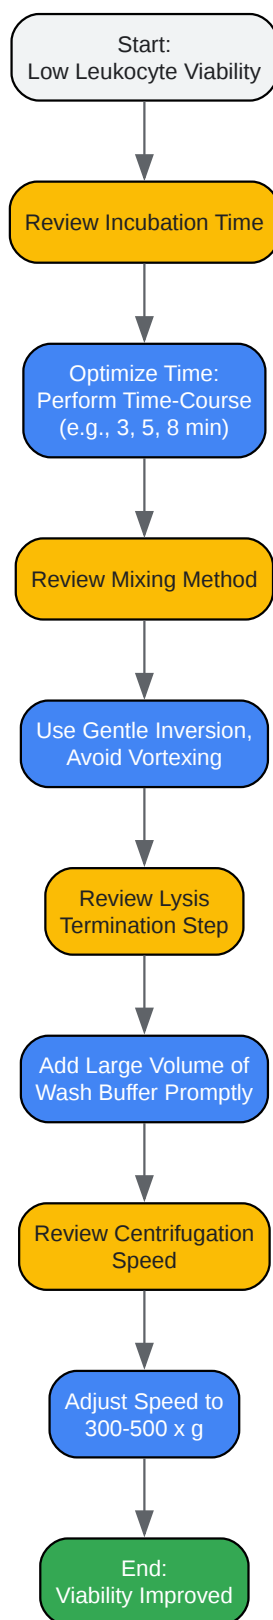 Start:
Low Leukocyte Viability
Review Incubation Time
Optimize Time:
Perform Time-Course
(e.g., 3, 5, 8 min)
Review Mixing Method
Use Gentle Inversion,
Avoid Vortexing
Review Lysis
Termination Step
Add Large Volume of
Wash Buffer Promptly
Review Centrifugation
Speed
Adjust Speed to
300-500 x g
End:
Viability Improved